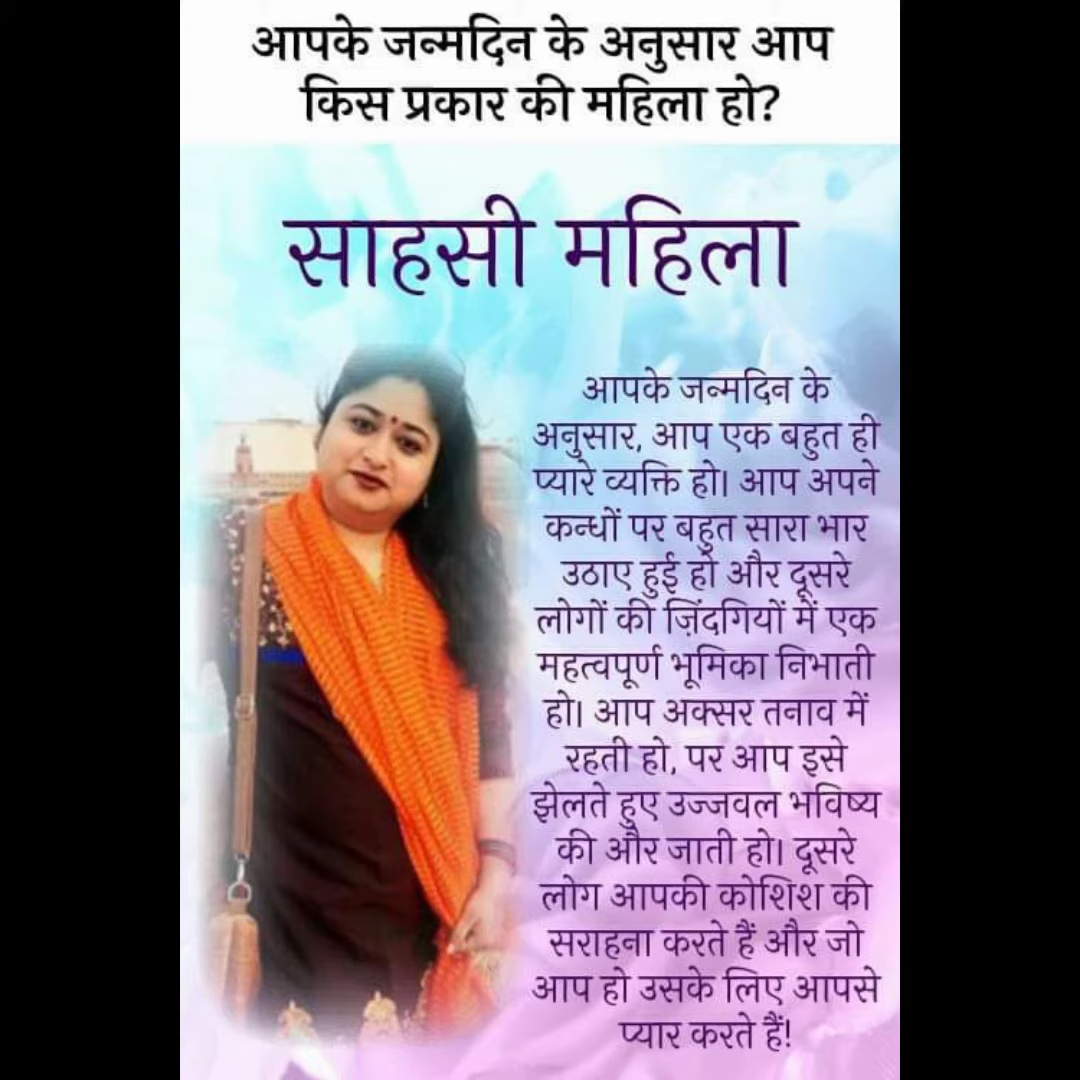 आपके जन्मदिन के अनुसार आप
किस प्रकार की महिला हो?
साहसी महिला
आपके जन्मदिन के
अनुसार, आप एक बहुत ही
प्यारे व्यक्ति हो। आप अपने
कन्धों पर बहुत सारा भार
उठाए हुई हो और दूसरे
लोगों की ज़िंदगियों में एक
महत्वपूर्ण भूमिका निभाती
हो। आप अक्सर तनाव में
रहती हो, पर आप इसे
झेलते हुए उज्जवल भविष्य
की और जाती हो। दूसरे
लोग आपकी कोशिश की
सराहना करते हैं और जो
आप हो उसके लिए आपसे
प्यार करते हैं!